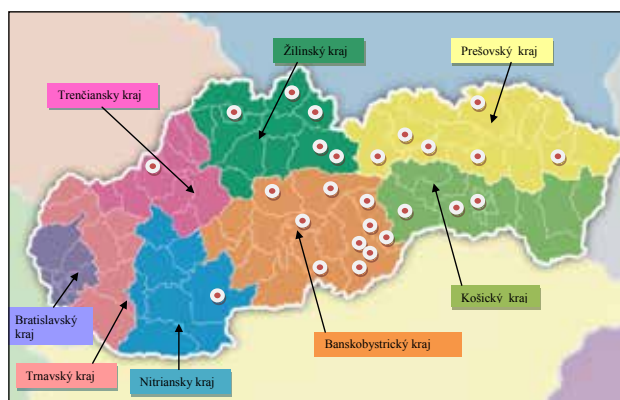 Žilinský kraj
Prešovský kraj
Trenčiansky kraj
Košický kraj
Bratislavský
kraj
Banskobystrický kraj
Trnavský kraj
Nitriansky kraj